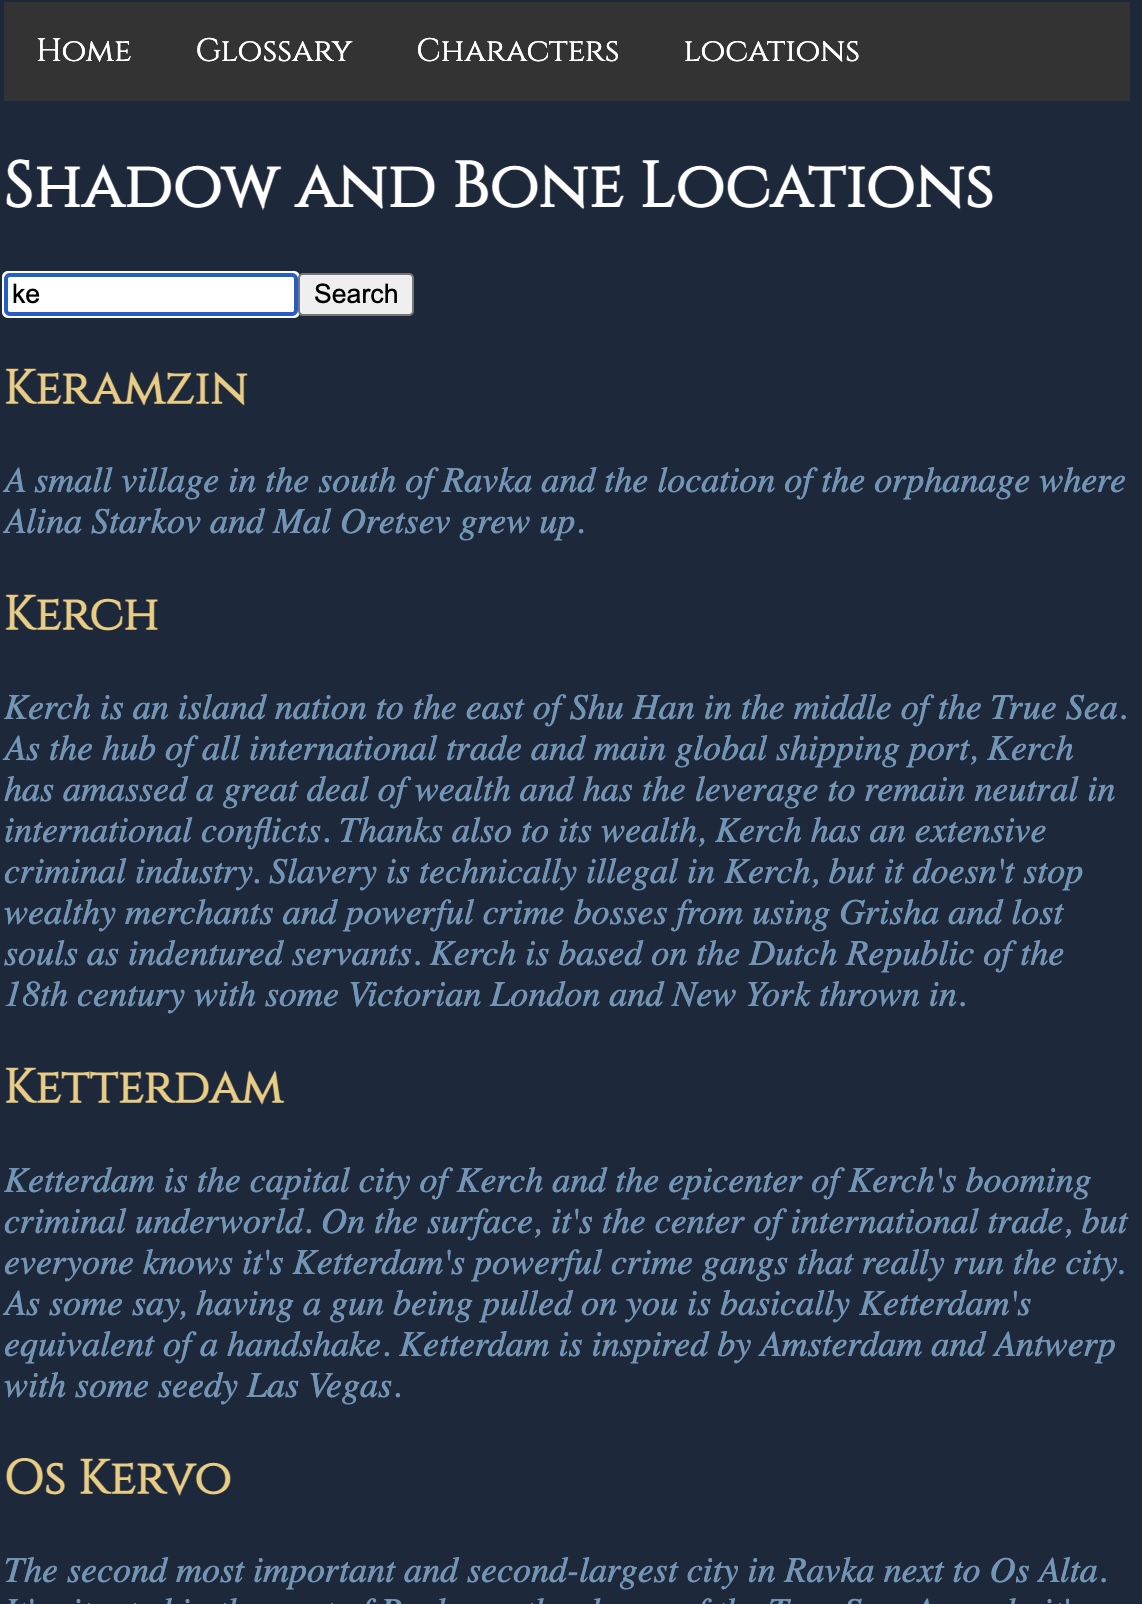 Home Glossary Characters Locations
Shadow and Bone Locations
ke Search
Keramzin
A small village in the south of Ravka and the location of the orphanage where
Alina Starkov and Mal Oretsev grew up.
Kerch
Kerch is an island nation to the east of Shu Han in the middle of the True Sea.
As the hub of all international trade and main global shipping port, Kerch
has amassed a great deal of wealth and has the leverage to remain neutral in
international conflicts. Thanks also to its wealth, Kerch has an extensive
criminal industry. Slavery is technically illegal in Kerch, but it doesn't stop
wealthy merchants and powerful crime bosses from using Grisha and lost
souls as indentured servants. Kerch is based on the Dutch Republic of the
18th century with some Victorian London and New York thrown in.
Ketterdam
Ketterdam is the capital city of Kerch and the epicenter of Kerch's booming
criminal underworld. On the surface, it's the center of international trade, but
everyone knows it's Ketterdam's powerful crime gangs that really run the city.
As some say, having a gun being pulled on you is basically Ketterdam's
equivalent of a handshake. Ketterdam is inspired by Amsterdam and Antwerp
with some seedy Las Vegas.
Os Kervo
The second most important and second-largest city in Ravka next to Os Alta.